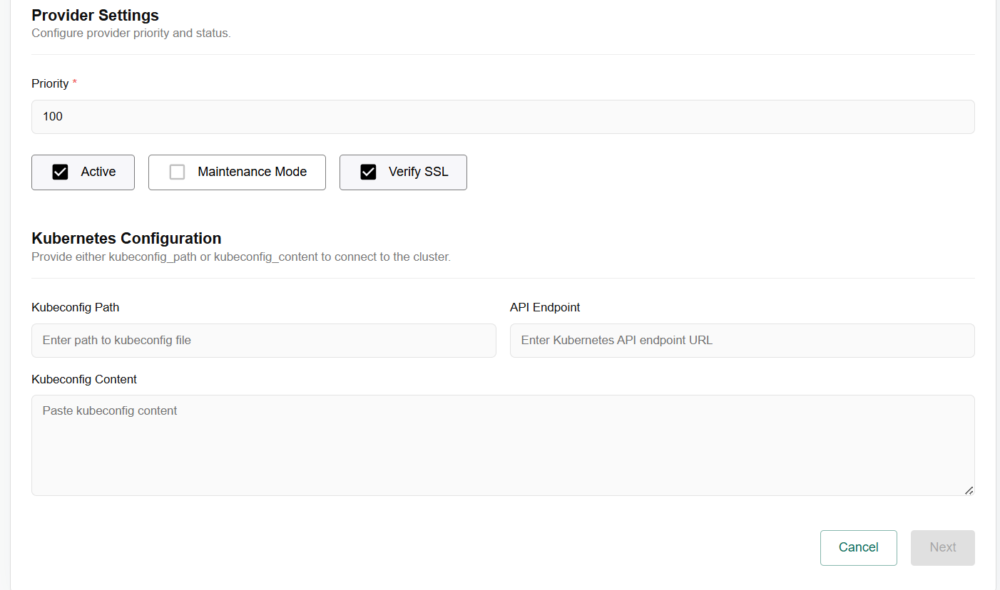 Provider Settings
Configure provider priority and status.
Priority *
100
Active
Maintenance Mode
Verify SSL
Kubernetes Configuration
Provide either kubeconfig_path or kubeconfig_content to connect to the cluster.
Kubeconfig Path
API Endpoint
Enter path to kubeconfig file
Enter Kubernetes API endpoint URL
Kubeconfig Content
Paste kubeconfig content
Cancel
Next